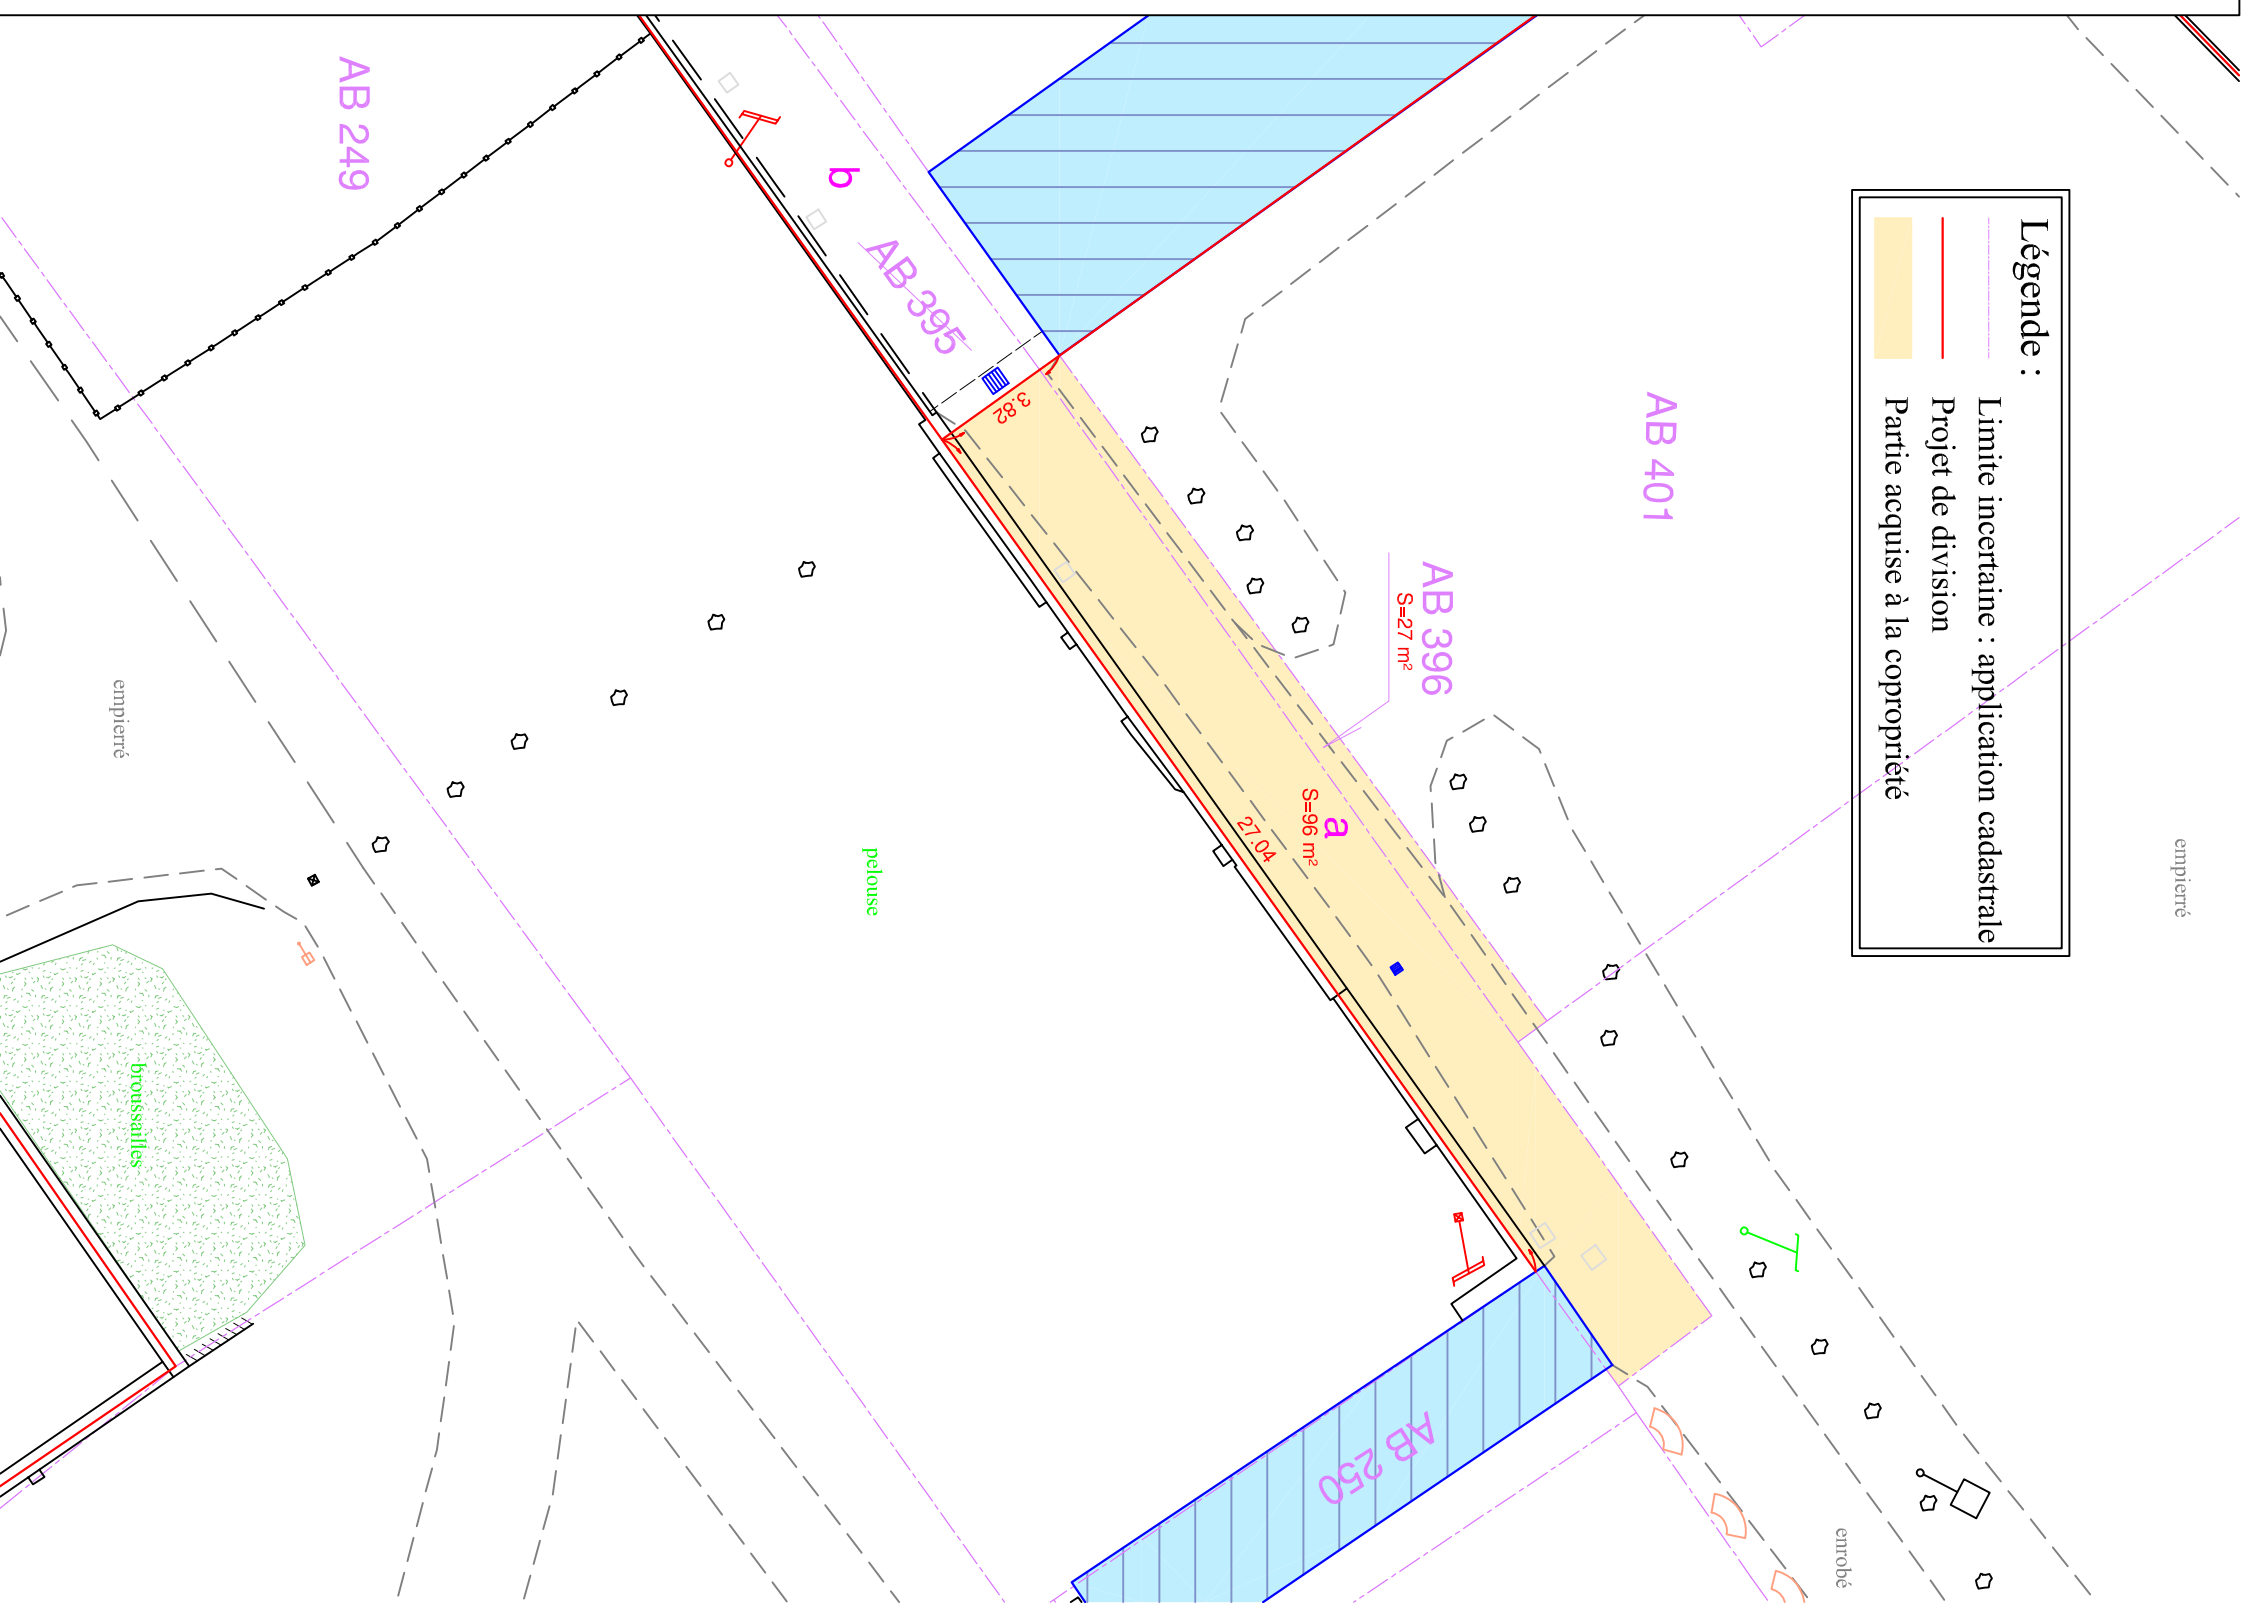 Légende :
Limite incertaine : application cadastrale
Projet de division
Partie acquise à la copropriété
empierré
AB 401
AB 396
S=27 m²
a
S=96 m²
27.04
3.82
AB 395
b
AB 249
pelouse
empierré
broussailles
AB 250
enrobé